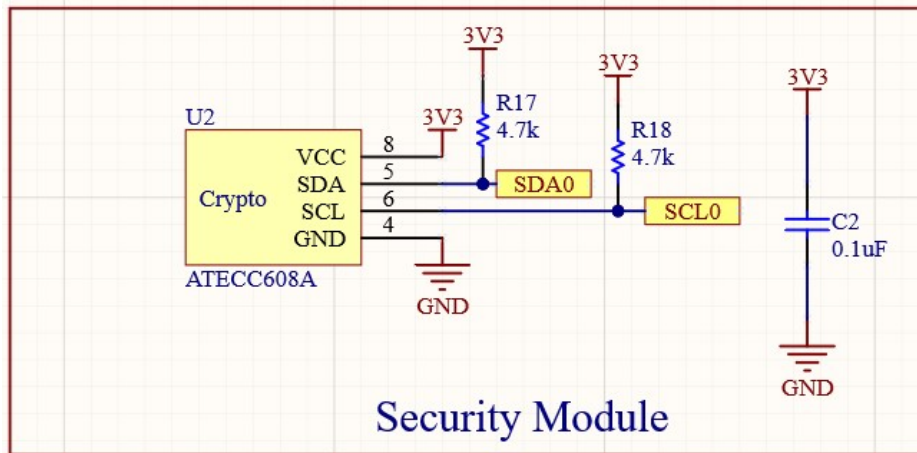 3V3
3V3
3V3
R17
4.7k
U2
3V3
R18
4.7k
8
VCC
5
SDA
SDA0
Crypto
6
SCL
SCL0
4
GND
C2
0.1uF
ATECC608A
GND
GND
Security Module